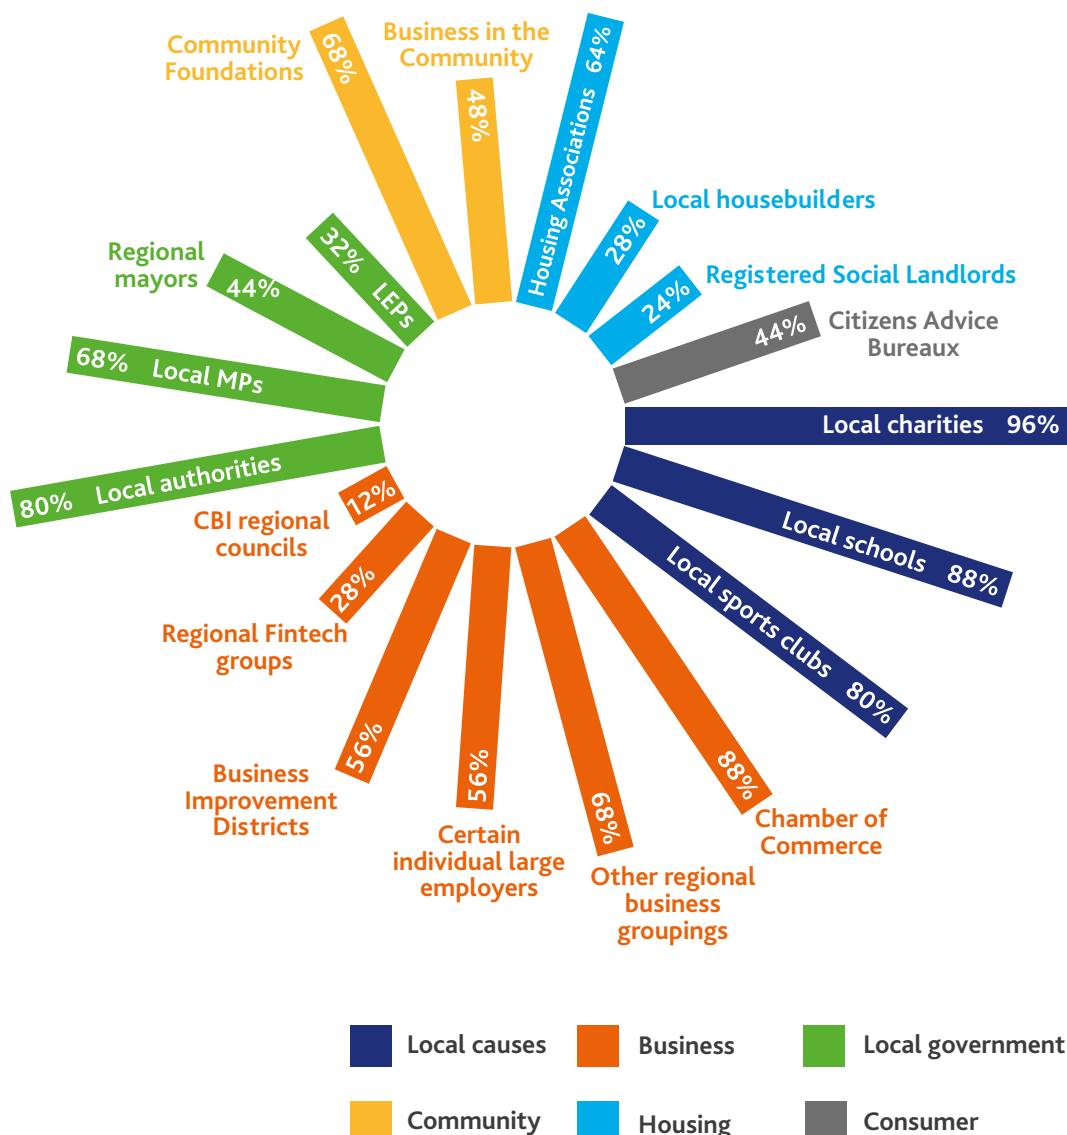 Community
Foundations
68%
Business in the
Community
48%
Housing Associations 64%
Local housebuilders
28%
Registered Social Landlords
24%
Citizens Advice
Bureaux
44%
Local charities 96%
Local schools 88%
Local sports clubs 80%
Chamber of
Commerce
88%
Other regional
business
groupings
68%
Certain
individual large
employers
56%
Business
Improvement
Districts
56%
Regional Fintech
groups
28%
CBI regional
councils
12%
80% Local authorities
68% Local MPs
Regional
mayors
44%
32% LEPs
Local causes
Business
Local government
Community
Housing
Consumer